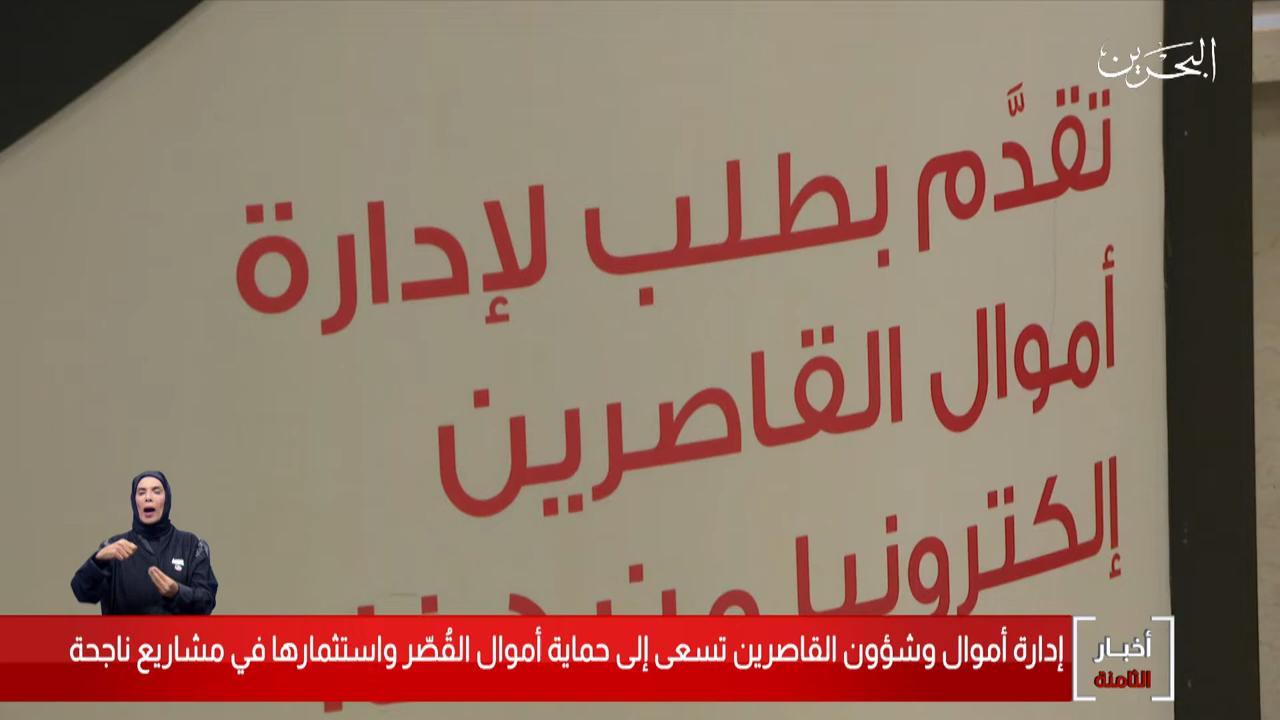 البحرين
تقدَّم بطلب لإدارة
أموال القاصرين
إلكترونيا من
إدارة أموال وشؤون القاصرين تسعى إلى حماية أموال القُصّر واستثمارها في مشاريع ناجحة
أخبار
الثامنة